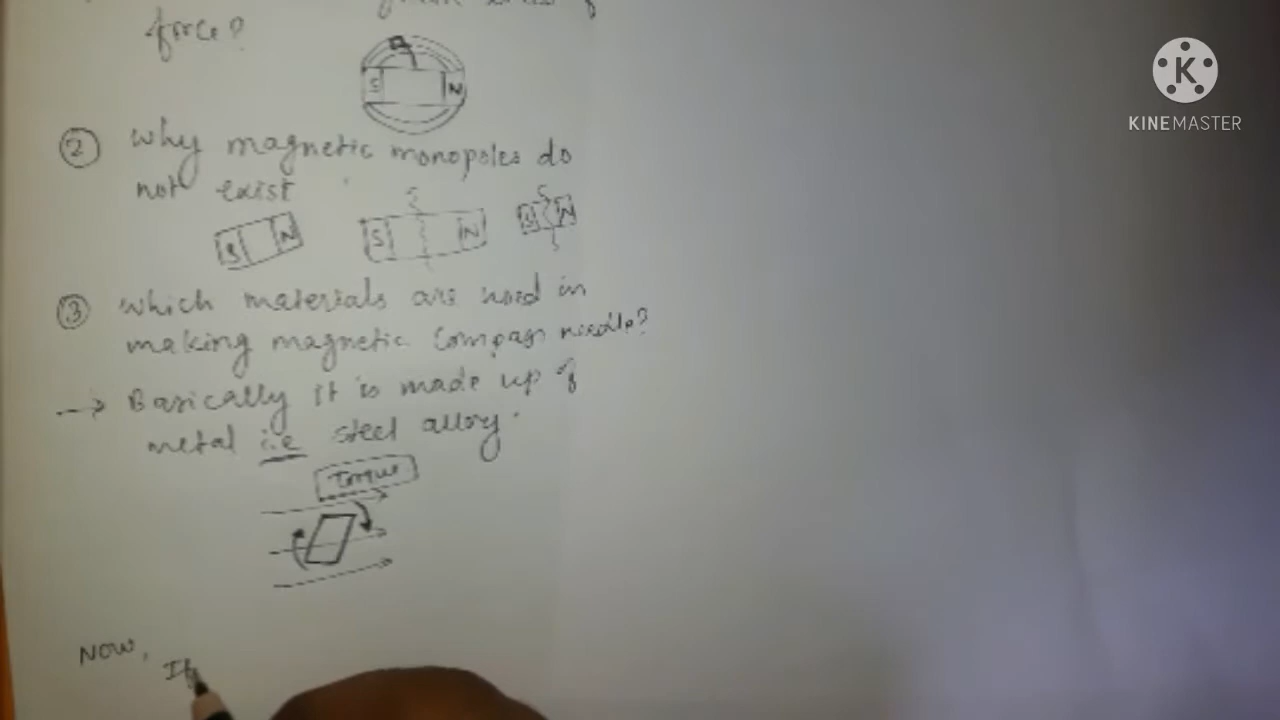 force?
S N
② Why magnetic monopoles do
not exist
S N S N S N
③ Which materials are used in
making magnetic compass needle?
→ Basically it is made up of
metal i.e steel alloy.
Torque
Now, If
K
KINEMASTER